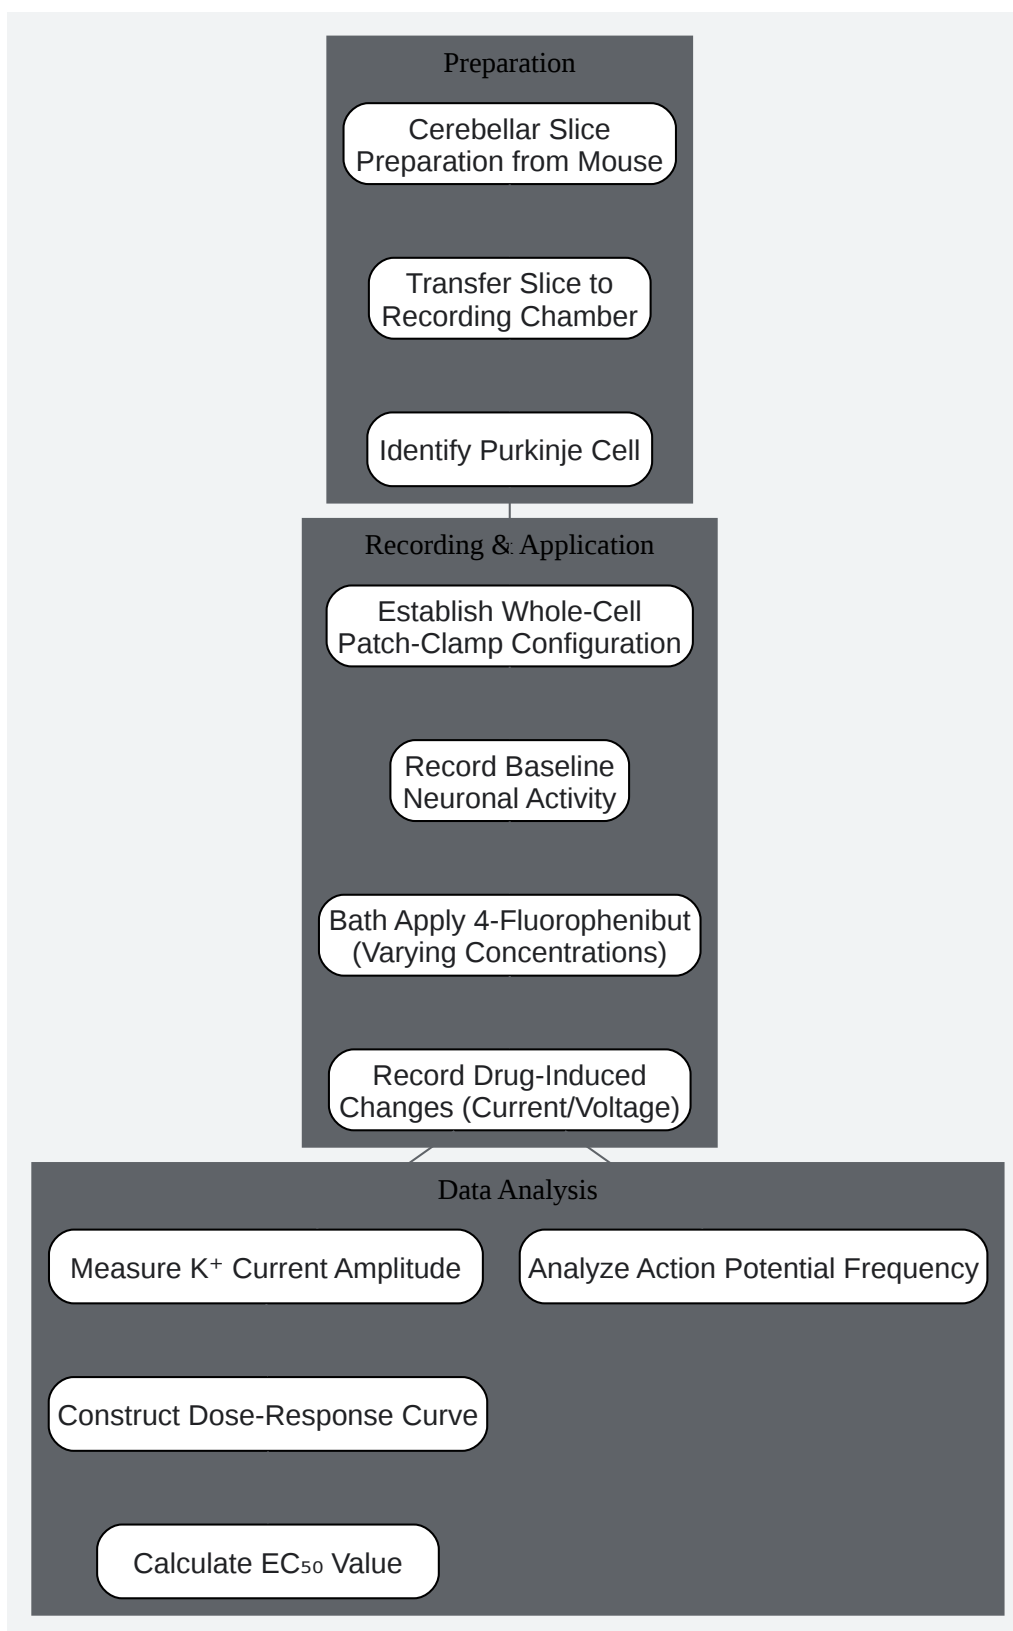 Preparation
Cerebellar Slice
Preparation from Mouse
Transfer Slice to
Recording Chamber
Identify Purkinje Cell
Recording & Application
Establish Whole-Cell
Patch-Clamp Configuration
Record Baseline
Neuronal Activity
Bath Apply 4-Fluorophenibut
(Varying Concentrations)
Record Drug-Induced
Changes (Current/Voltage)
Data Analysis
Measure K⁺ Current Amplitude
Analyze Action Potential Frequency
Construct Dose-Response Curve
Calculate EC₅₀ Value